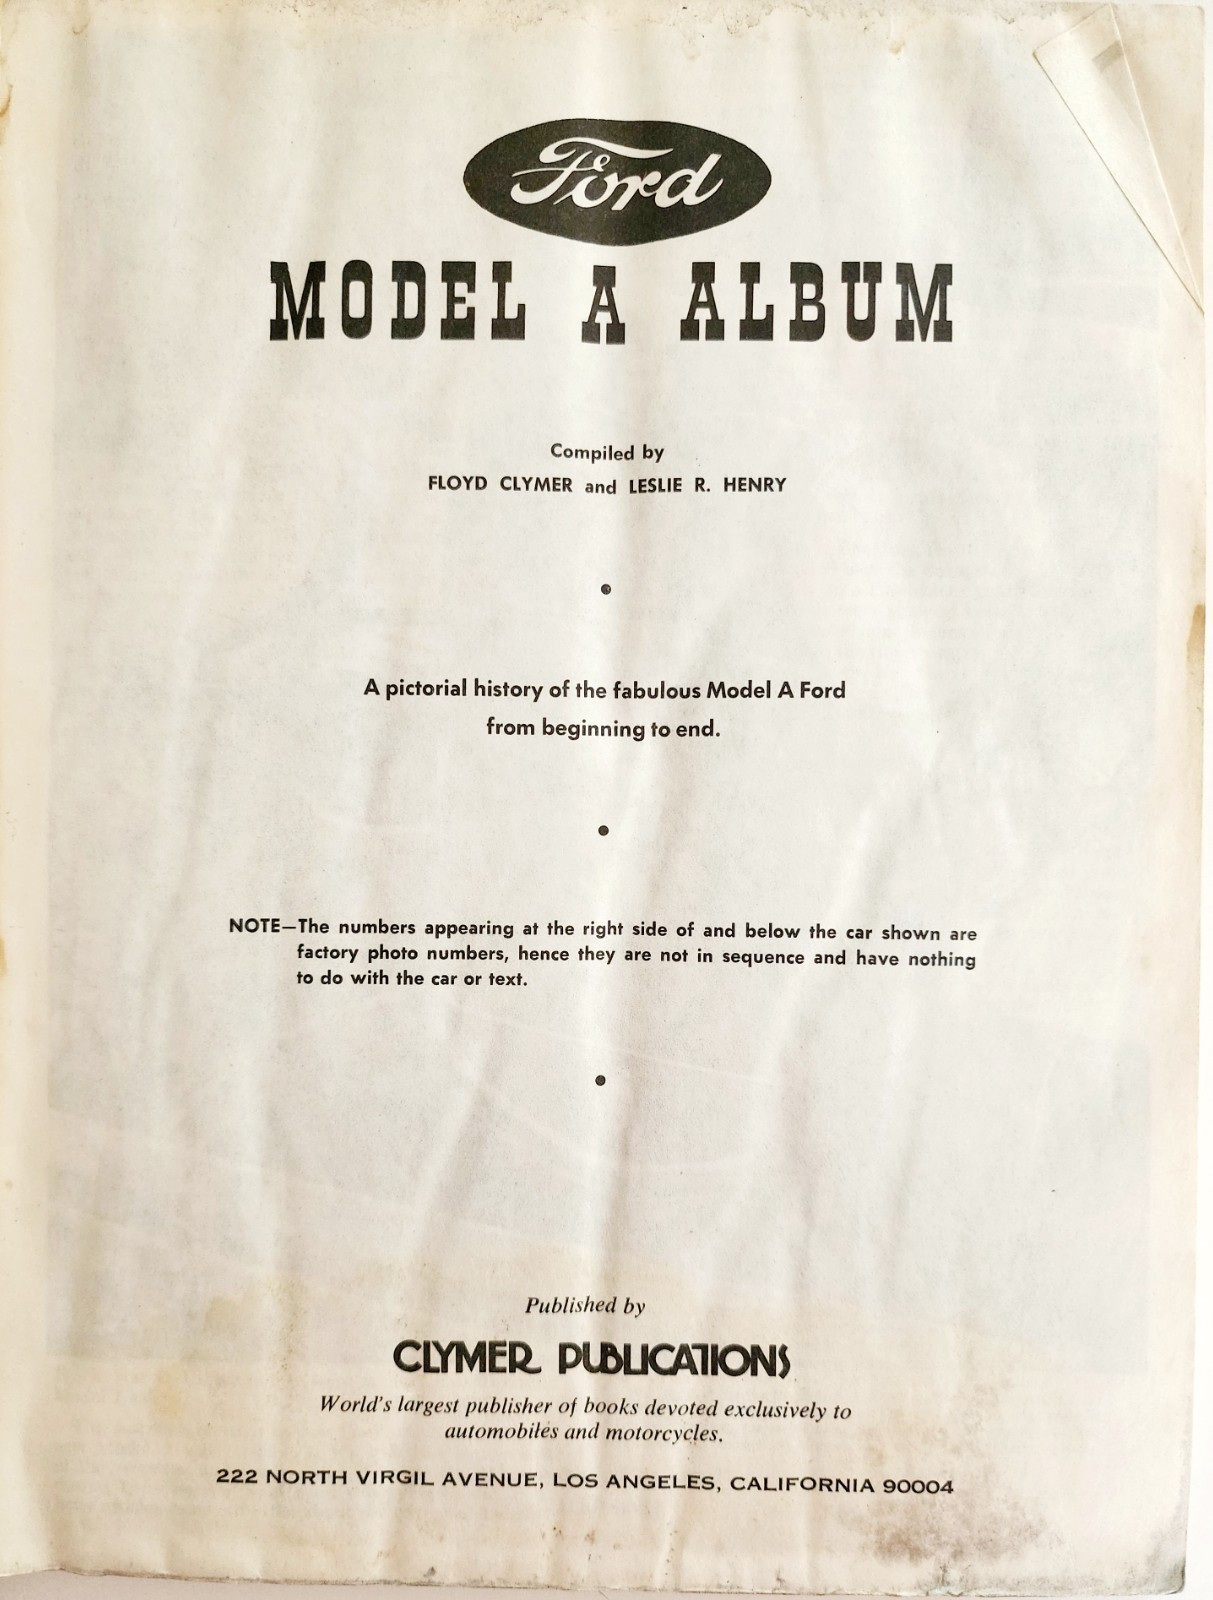 Ford
MODEL A ALBUM
Compiled by
FLOYD CLYMER and LESLIE R. HENRY
A pictorial history of the fabulous Model A Ford
from beginning to end.
NOTE—The numbers appearing at the right side of and below the car shown are
factory photo numbers, hence they are not in sequence and have nothing
to do with the car or text.
Published by
CLYMER PUBLICATIONS
World's largest publisher of books devoted exclusively to
automobiles and motorcycles.
222 NORTH VIRGIL AVENUE, LOS ANGELES, CALIFORNIA 90004